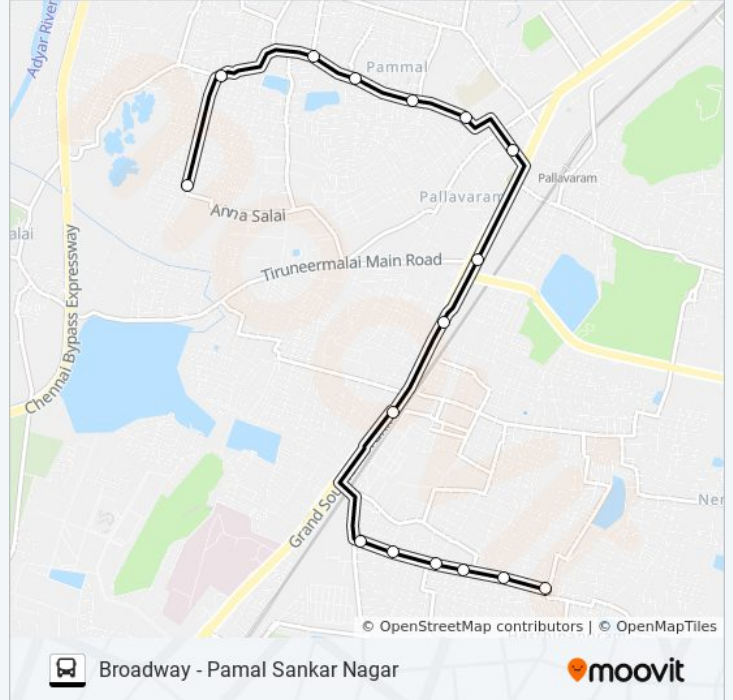 Adyar River
Pammal
Pallavaram
Pallavaram
Anna Salai
alai
Tiruneermalai Main Road
Chennai Bypass Expressway
Grand Sou
Ner
© OpenStreetMap contributors | © OpenMapTiles
Broadway - Pamal Sankar Nagar
moovit